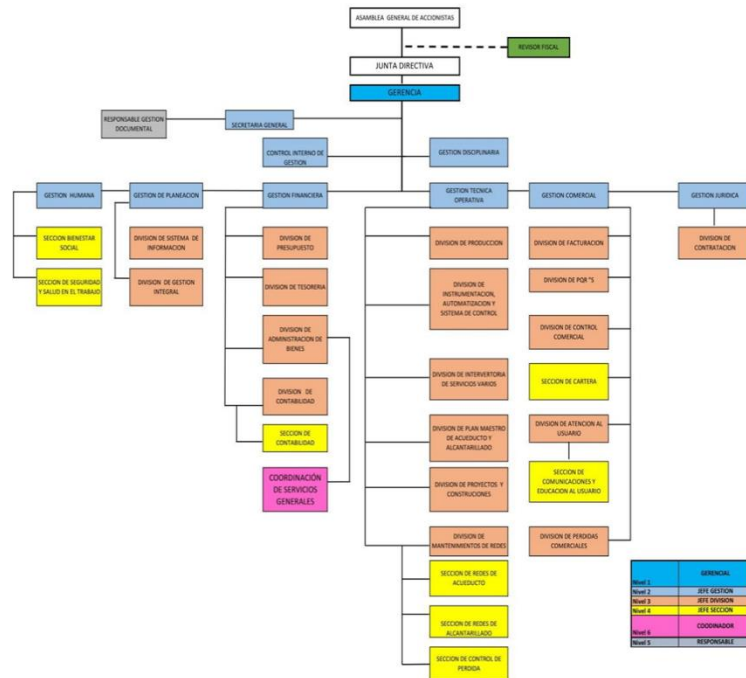 ASAMBLEA GENERAL DE ACCIONISTAS
REVISOR FISCAL
JUNTA DIRECTIVA
GERENCIA
RESPONSABLE GESTION
DOCUMENTAL
SECRETARIA GENERAL
CONTROL INTERNO DE
GESTION
GESTION DISCIPLINARIA
GESTION HUMANA
GESTION DE PLANEACION
GESTION FINANCIERA
GESTION TECNICA
OPERATIVA
GESTION COMERCIAL
GESTION JURIDICA
SECCION BIENESTAR
SOCIAL
SECCION DE SEGURIDAD
Y SALUD EN EL TRABAJO
DIVISION DE SISTEMA DE
INFORMACION
DIVISION DE GESTION
INTEGRAL
DIVISION DE
PRESUPUESTO
DIVISION DE TESORERIA
DIVISION DE
ADMINISTRACION DE
BIENES
DIVISION DE
CONTABILIDAD
SECCION DE
CONTABILIDAD
COORDINACIÓN
DE SERVICIOS
GENERALES
DIVISION DE PRODUCCION
DIVISION DE
INSTRUMENTACION,
AUTOMATIZACION Y
SISTEMA DE CONTROL
DIVISION DE INTERVERTORIA
DE SERVICIOS VARIOS
DIVISION DE PLAN MAESTRO
DE ACUEDUCTO Y
ALCANTARILLADO
DIVISION DE PROYECTOS Y
CONSTRUCIONES
DIVISION DE
MANTEMNIMIENTOS DE REDES
SECCION DE REDES DE
ACUEDUCTO
SECCION DE REDES DE
ALCANTARILLADO
SECCION DE CONTROL DE
PERDIDA
DIVISION DE FACTURACION
DIVISION DE PQR "S
DIVISION DE CONTROL
COMERCIAL
SECCION DE CARTERA
DIVISION DE ATENCION AL
USUARIO
SECCION DE
COMUNICACIONES Y
EDUCACION AL USUARIO
DIVISION DE PERDIDAS
COMERCIALES
DIVISION DE
CONTRATACION
Nivel 1 GERENCIAL
Nivel 2 JEFE GESTION
Nivel 3 JEFE DIVISION
Nivel 4 JEFE SECCION
Nivel 6 COODINADOR
Nivel 5 RESPONSABLE